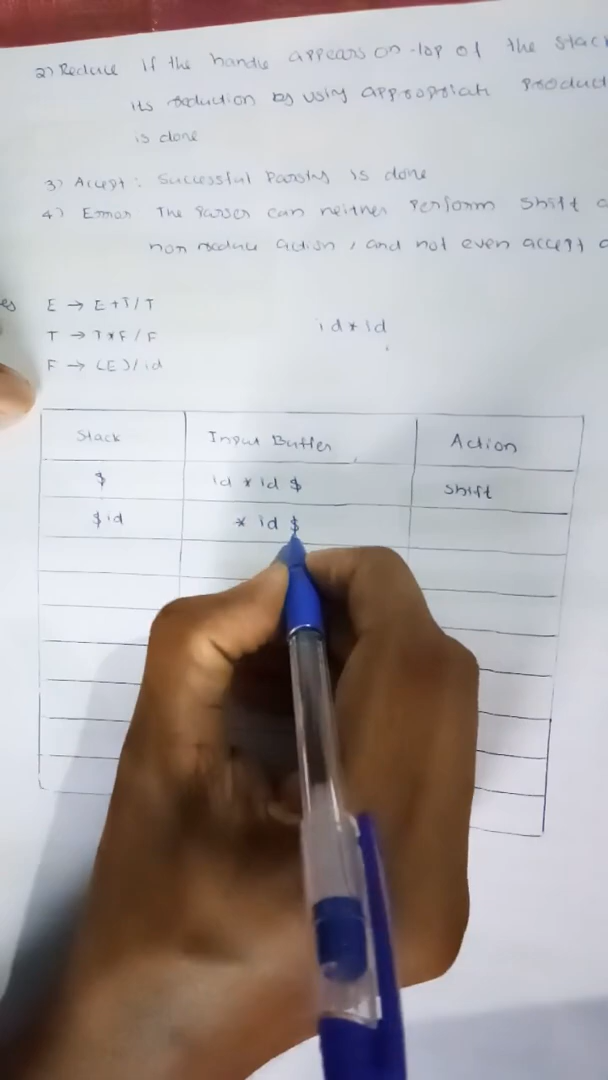 2) Reduce If the handle appears on top of the stack
its reduction by using appropriate product
is done
3) Accept : Successful Parsing is done
4) Error The Parser can neither Perform shift
non reduce action, and not even accept a
es E → E+T/T
T → T*F/F
F → (E)/id
id*id
Stack Input Buffer Action
$ id * id $ Shift
$id * id $